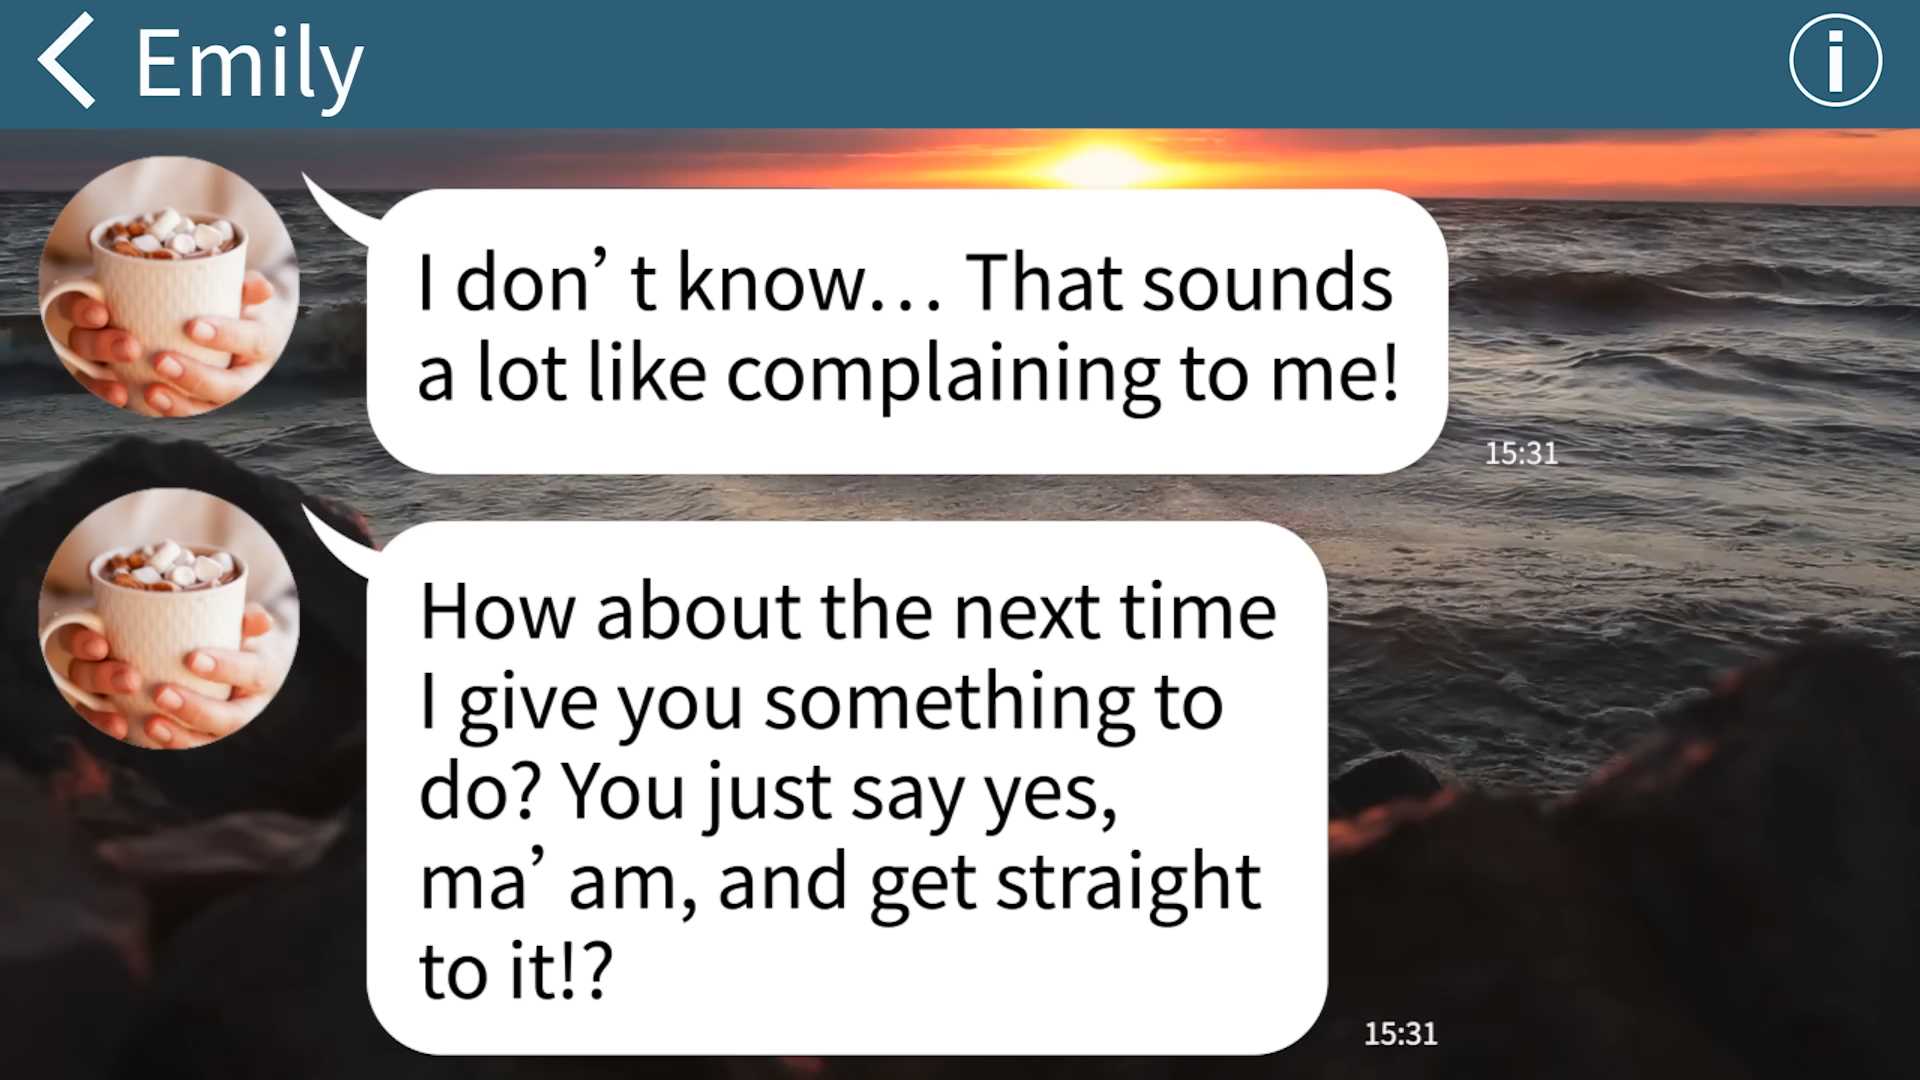 Emily
I don’t know… That sounds
a lot like complaining to me!
15:31
How about the next time
I give you something to
do? You just say yes,
ma’am, and get straight
to it!?
15:31